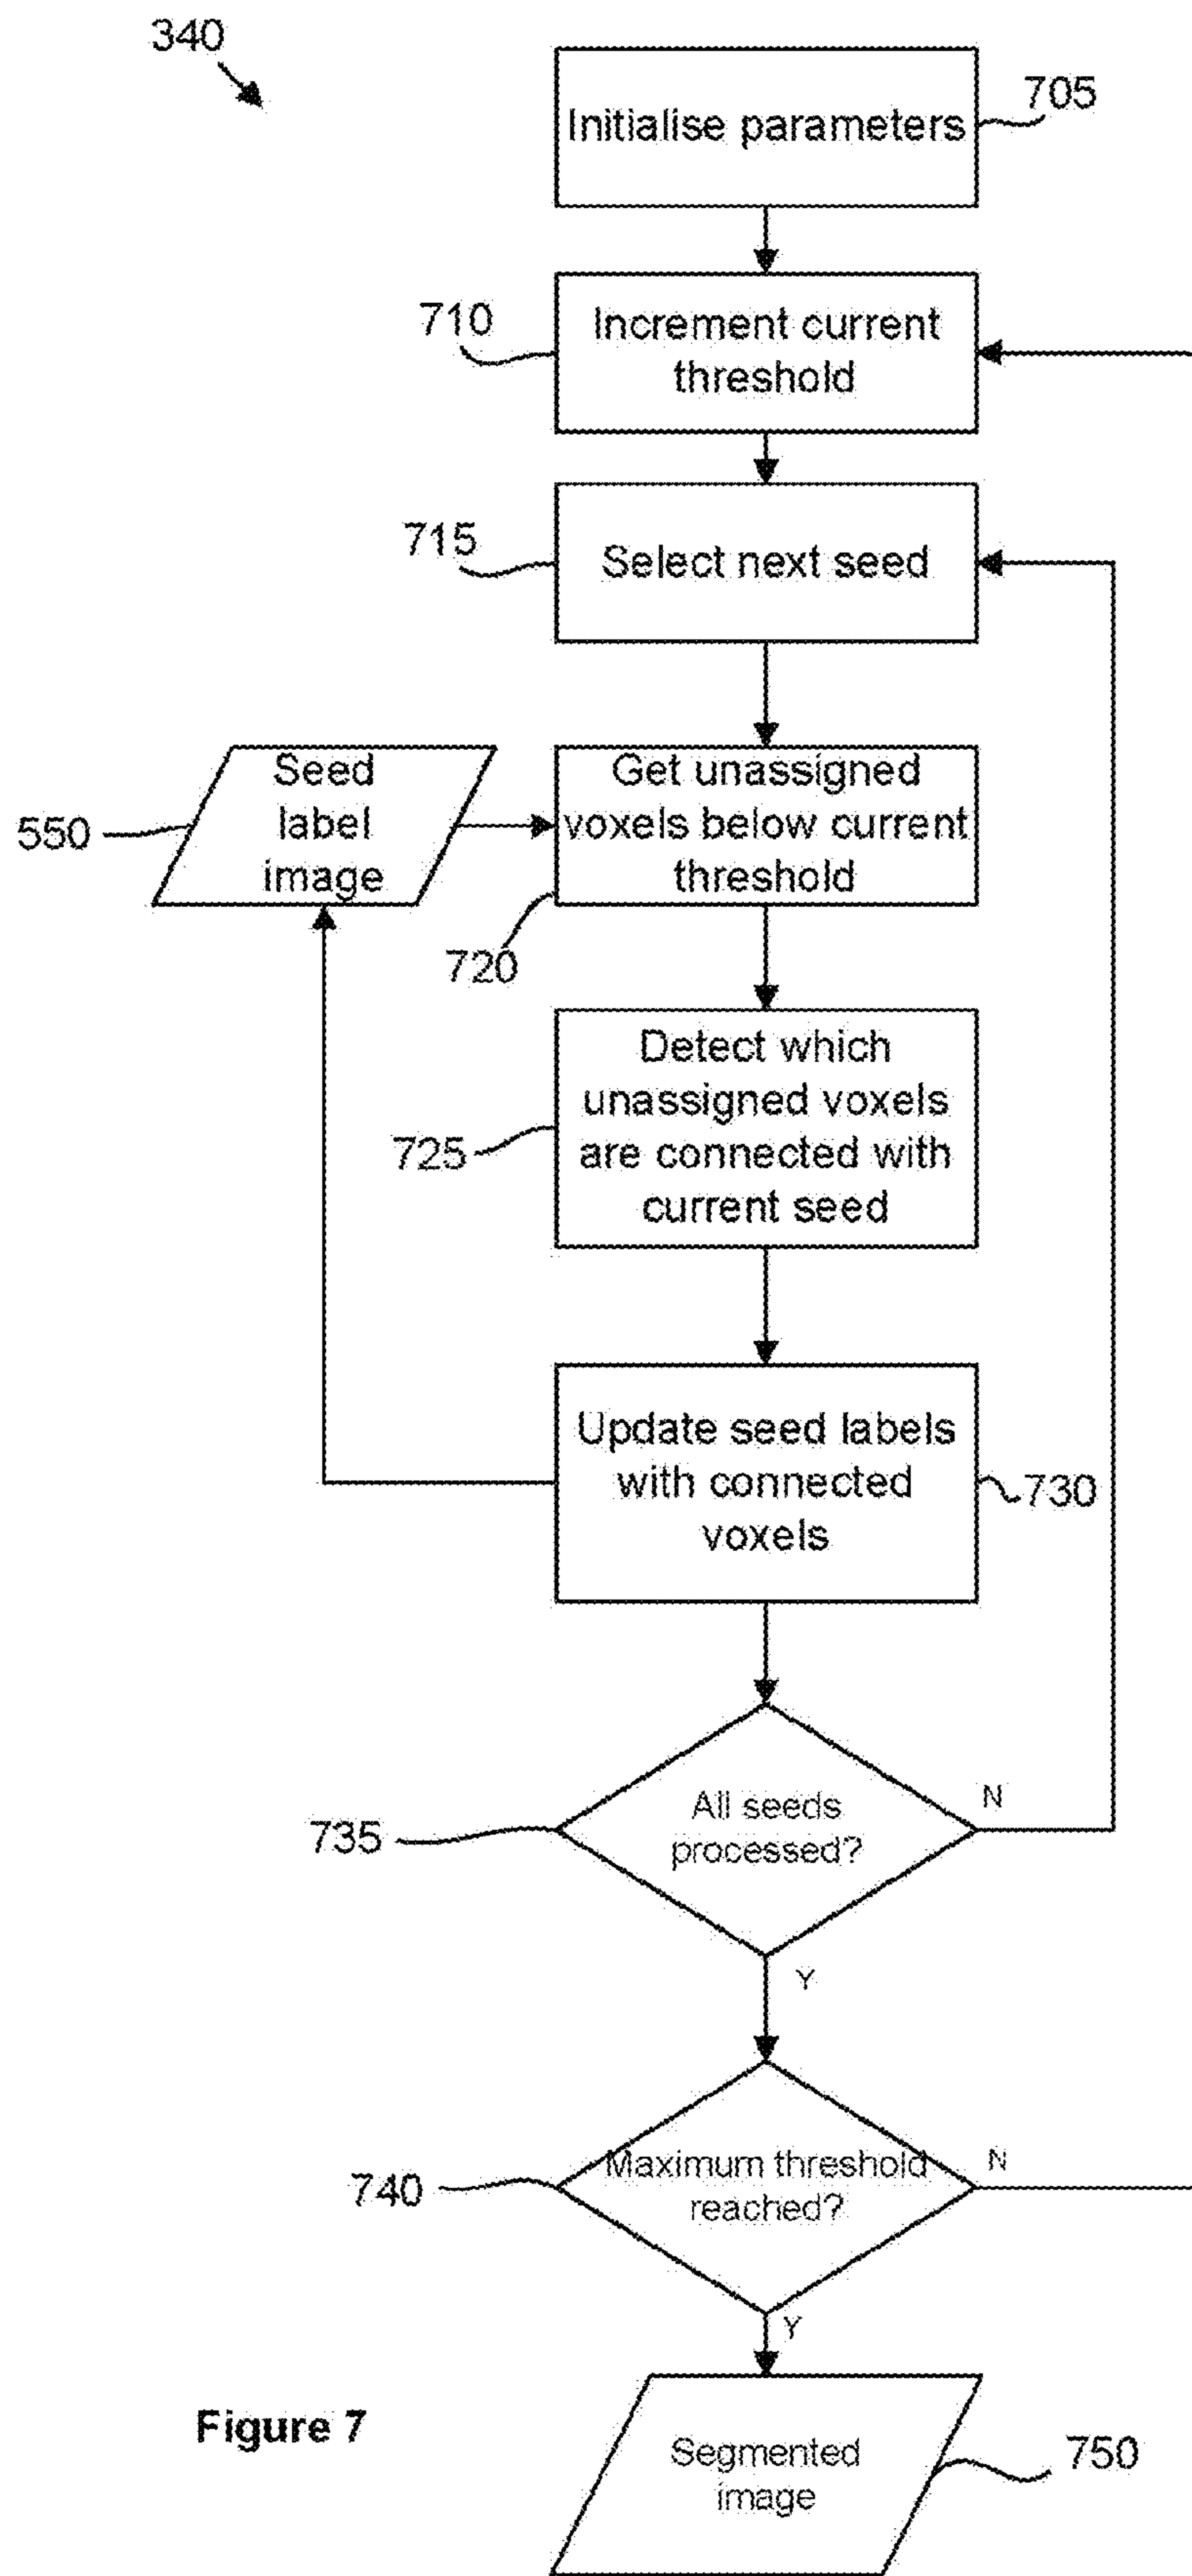 340
Initialise parameters
705
710
Increment current
threshold
715
Select next seed
550
Seed
label
image
Get unassigned
voxels below current
threshold
720
725
Detect which
unassigned voxels
are connected with
current seed
Update seed labels
with connected
voxels
730
735
All seeds
processed?
N
Y
740
Maximum threshold
reached?
N
Y
Figure 7
Segmented
image
750